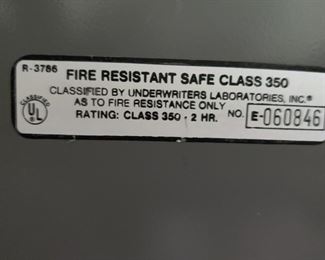 R-3786
FIRE RESISTANT SAFE CLASS 350
CLASSIFIED BY UNDERWRITERS LABORATORIES, INC.®
AS TO FIRE RESISTANCE ONLY
RATING: CLASS 350 - 2 HR. NO. E-060846
CLASSIFIED
UL